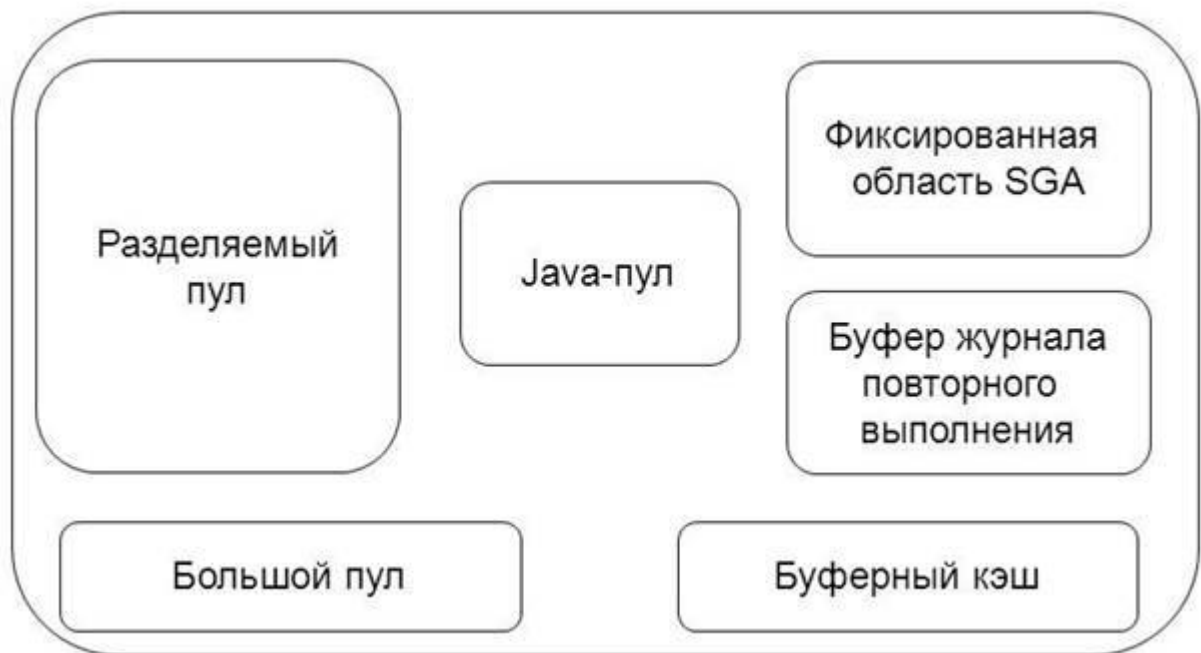 Разделяемый
пул
Java-пул
Фиксированная
область SGA
Буфер журнала
повторного
выполнения
Большой пул
Буферный кэш